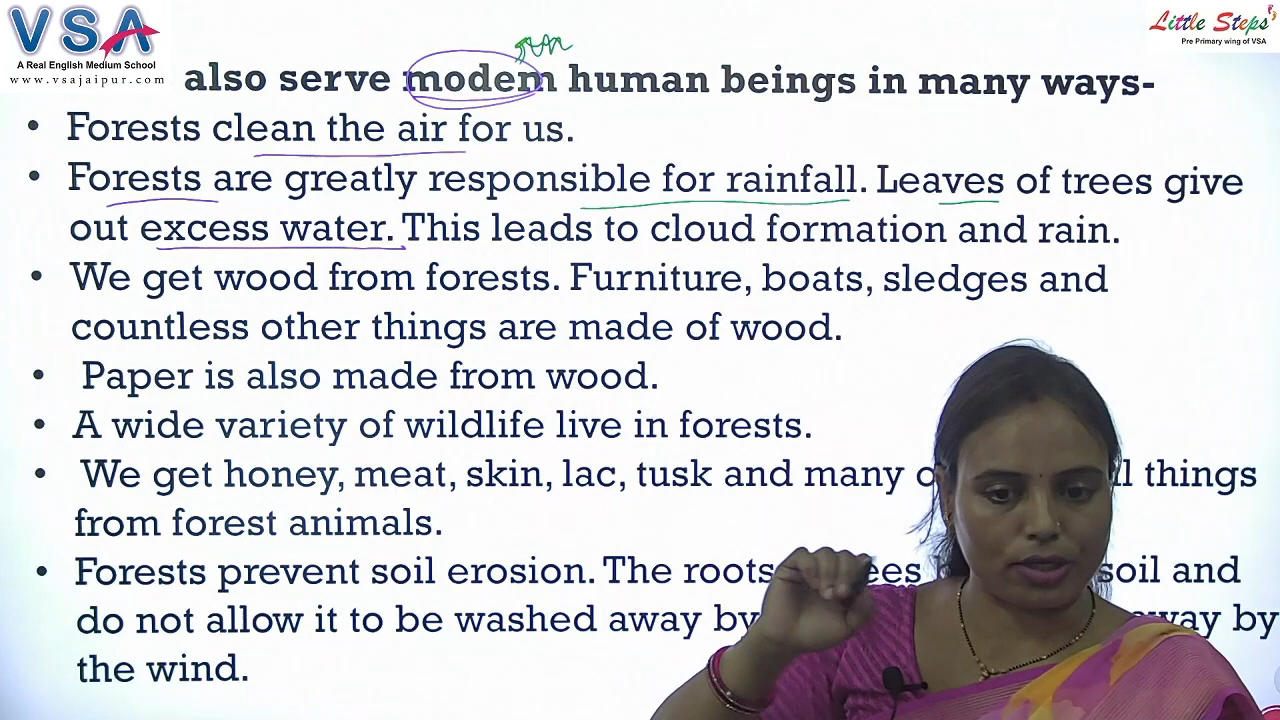 VSA
A Real English Medium School
www.vsajaipur.com
Little Steps
Pre Primary wing of VSA
also serve modem human beings in many ways-
• Forests clean the air for us.
• Forests are greatly responsible for rainfall. Leaves of trees give
out excess water. This leads to cloud formation and rain.
• We get wood from forests. Furniture, boats, sledges and
countless other things are made of wood.
• Paper is also made from wood.
• A wide variety of wildlife live in forests.
• We get honey, meat, skin, lac, tusk and many things
from forest animals.
• Forests prevent soil erosion. The roots soil and
do not allow it to be washed away by by
the wind.